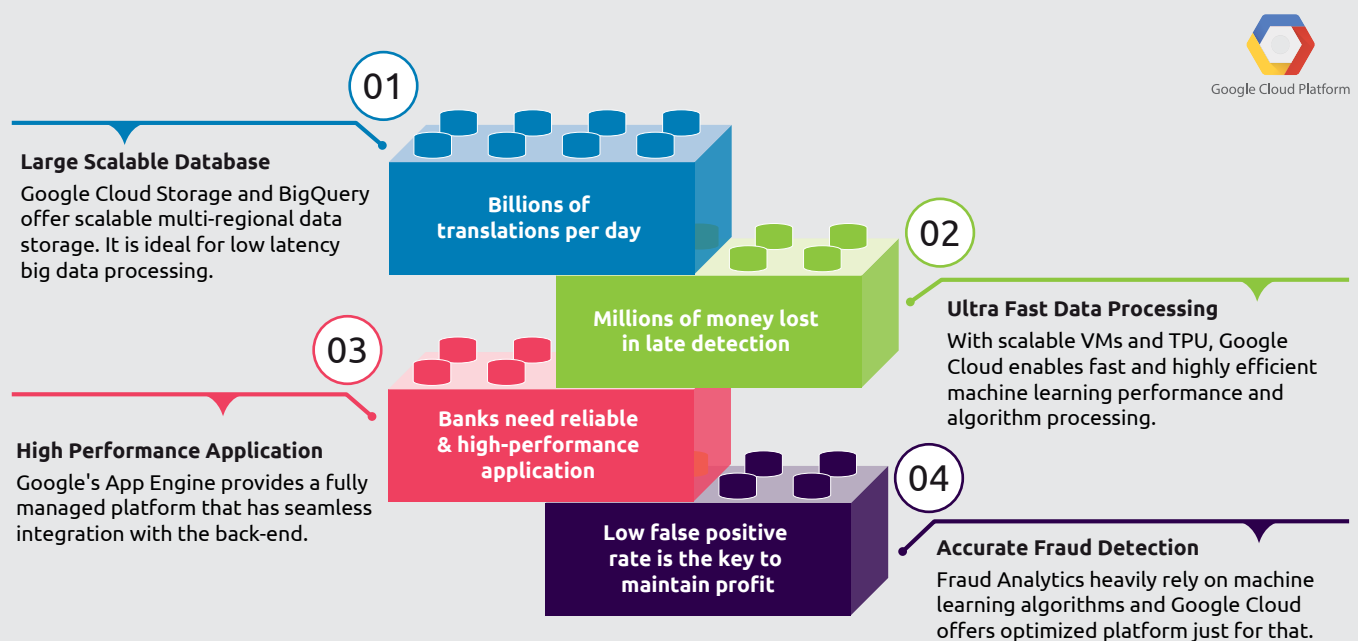 Google Cloud Platform
01
Large Scalable Database
Google Cloud Storage and BigQuery
offer scalable multi-regional data
storage. It is ideal for low latency
big data processing.
Billions of
translations per day
02
Ultra Fast Data Processing
With scalable VMs and TPU, Google
Cloud enables fast and highly efficient
machine learning performance and
algorithm processing.
Millions of money lost
in late detection
03
High Performance Application
Google's App Engine provides a fully
managed platform that has seamless
integration with the back-end.
Banks need reliable
& high-performance
application
04
Accurate Fraud Detection
Fraud Analytics heavily rely on machine
learning algorithms and Google Cloud
offers optimized platform just for that.
Low false positive
rate is the key to
maintain profit